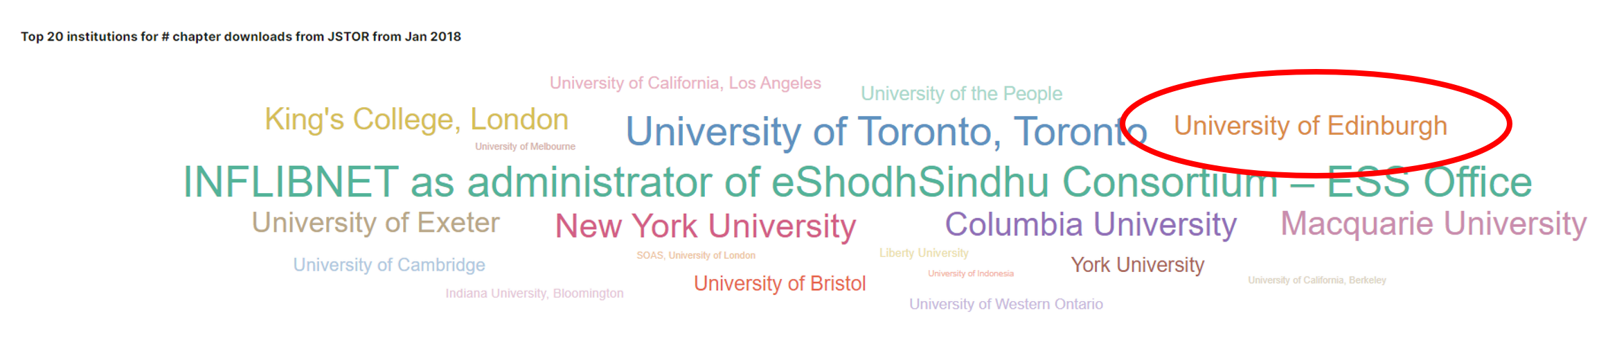 Top 20 institutions for # chapter downloads from JSTOR from Jan 2018
University of California, Los Angeles
University of the People
King's College, London
University of Toronto, Toronto
University of Edinburgh
University of Melbourne
INFLIBNET as administrator of eShodhSindhu Consortium – ESS Office
University of Exeter
New York University
Columbia University
Macquarie University
SOAS, University of London
Liberty University
University of Cambridge
University of Indonesia
York University
University of California, Berkeley
Indiana University, Bloomington
University of Bristol
University of Western Ontario